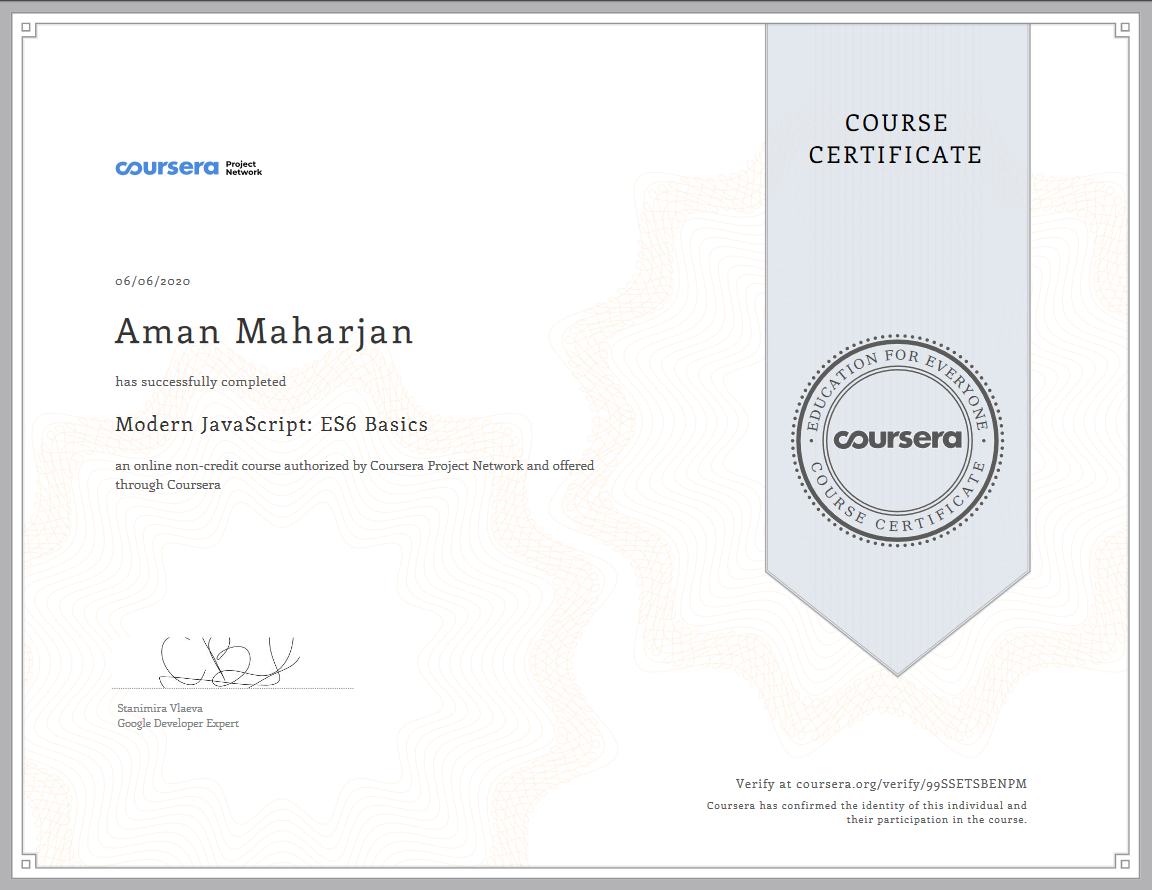 COURSE
CERTIFICATE
coursera Project
Network
06/06/2020
Aman Maharjan
has successfully completed
Modern JavaScript: ES6 Basics
an online non-credit course authorized by Coursera Project Network and offered
through Coursera
EDUCATION FOR EVERYONE
coursera
COURSE CERTIFICATE
Stanimira Vlaeva
Google Developer Expert
Verify at coursera.org/verify/99SSETSBENPM
Coursera has confirmed the identity of this individual and
their participation in the course.